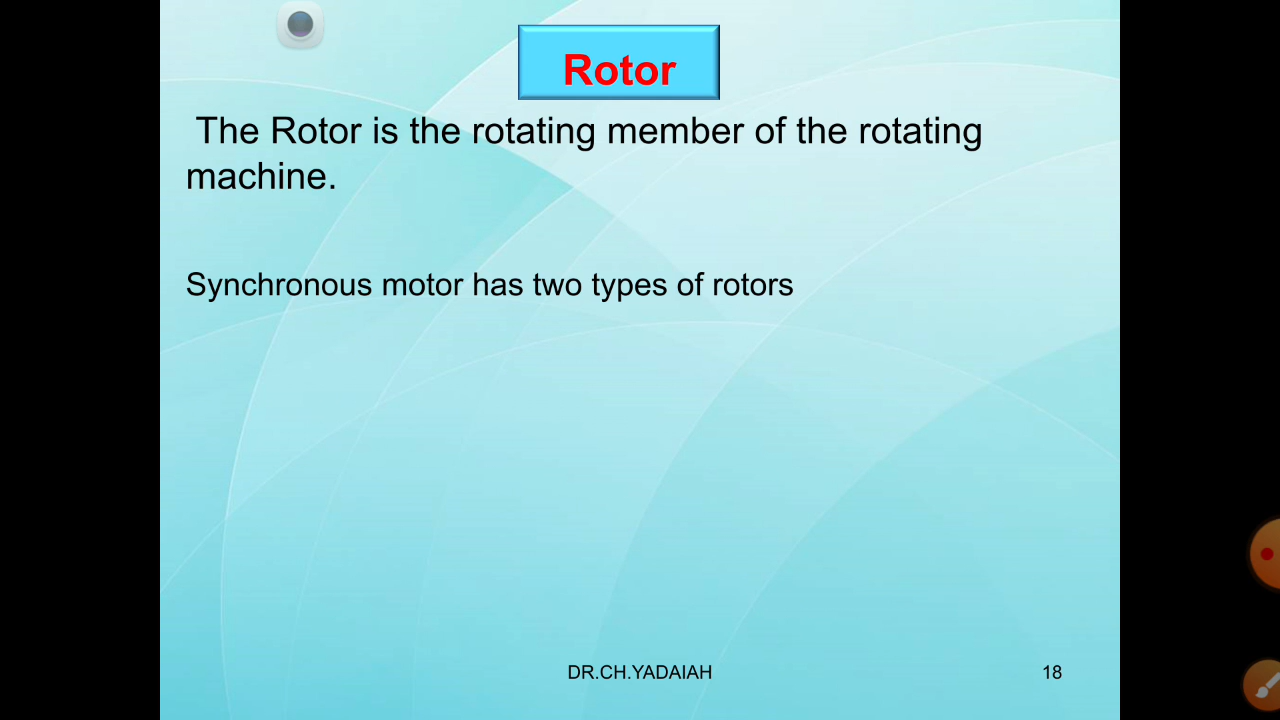 Rotor
The Rotor is the rotating member of the rotating
machine.
Synchronous motor has two types of rotors
DR.CH.YADAIAH
18